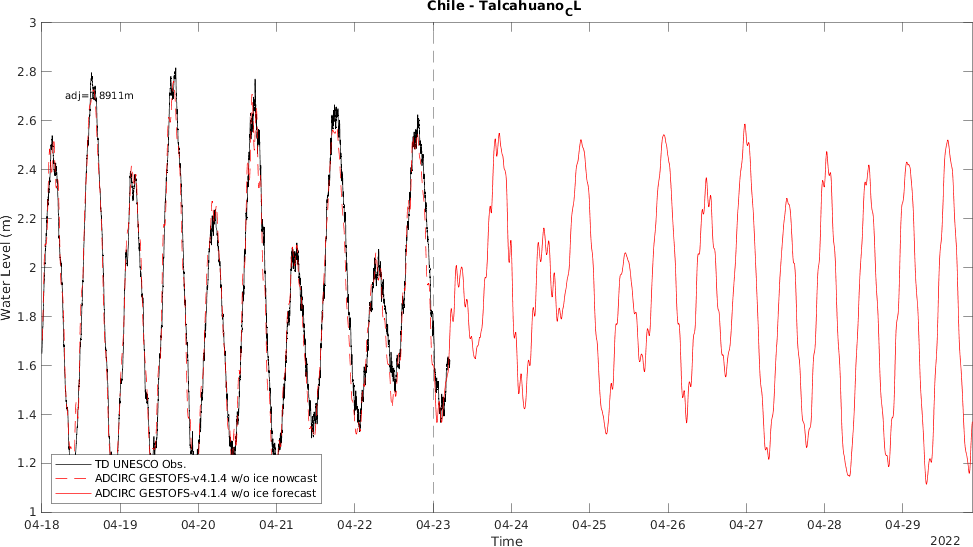 Chile - Talcahuano_CL
3
2.8
2.6
2.4
2.2
2
1.8
1.6
1.4
1.2
1
Water Level (m)
adj=1.8911m
TD UNESCO Obs.
ADCIRC GESTOFS-v4.1.4 w/o ice nowcast
ADCIRC GESTOFS-v4.1.4 w/o ice forecast
04-18 04-19 04-20 04-21 04-22 04-23 04-24 04-25 04-26 04-27 04-28 04-29
Time
2022